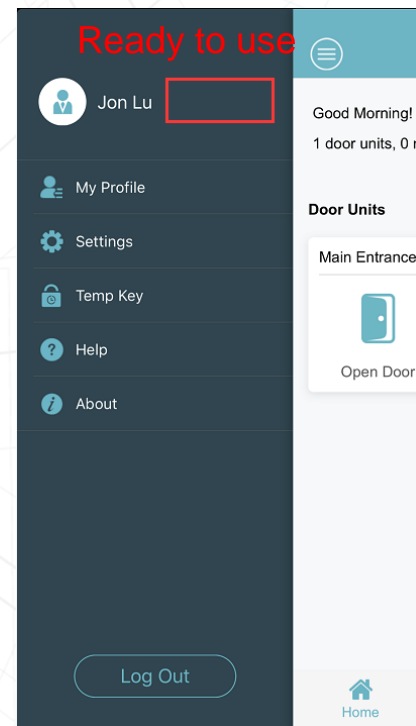 Ready to use
Jon Lu
My Profile
Settings
Temp Key
? Help
i About
Log Out
Good Morning!
1 door units, 0
Door Units
Main Entrance
Open Door
Home